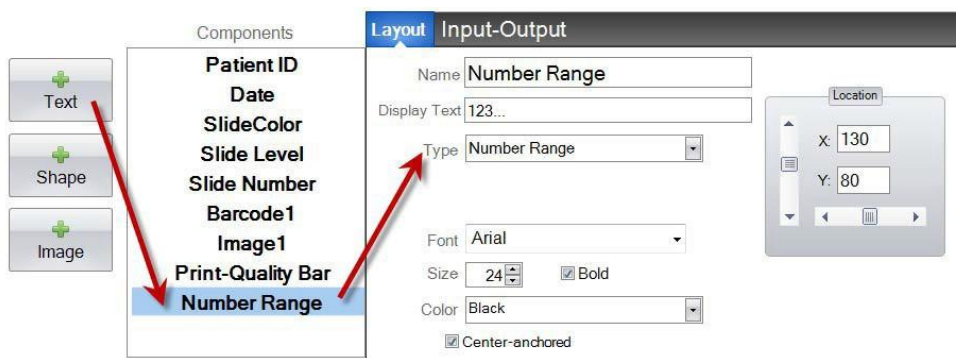 Components
Text
Shape
Image
Patient ID
Date
SlideColor
Slide Level
Slide Number
Barcode1
Image1
Print-Quality Bar
Number Range
Layout Input-Output
Name Number Range
Display Text 123...
Type Number Range
Font Arial
Size 24 Bold
Color Black
Center-anchored
Location
X: 130
Y: 80